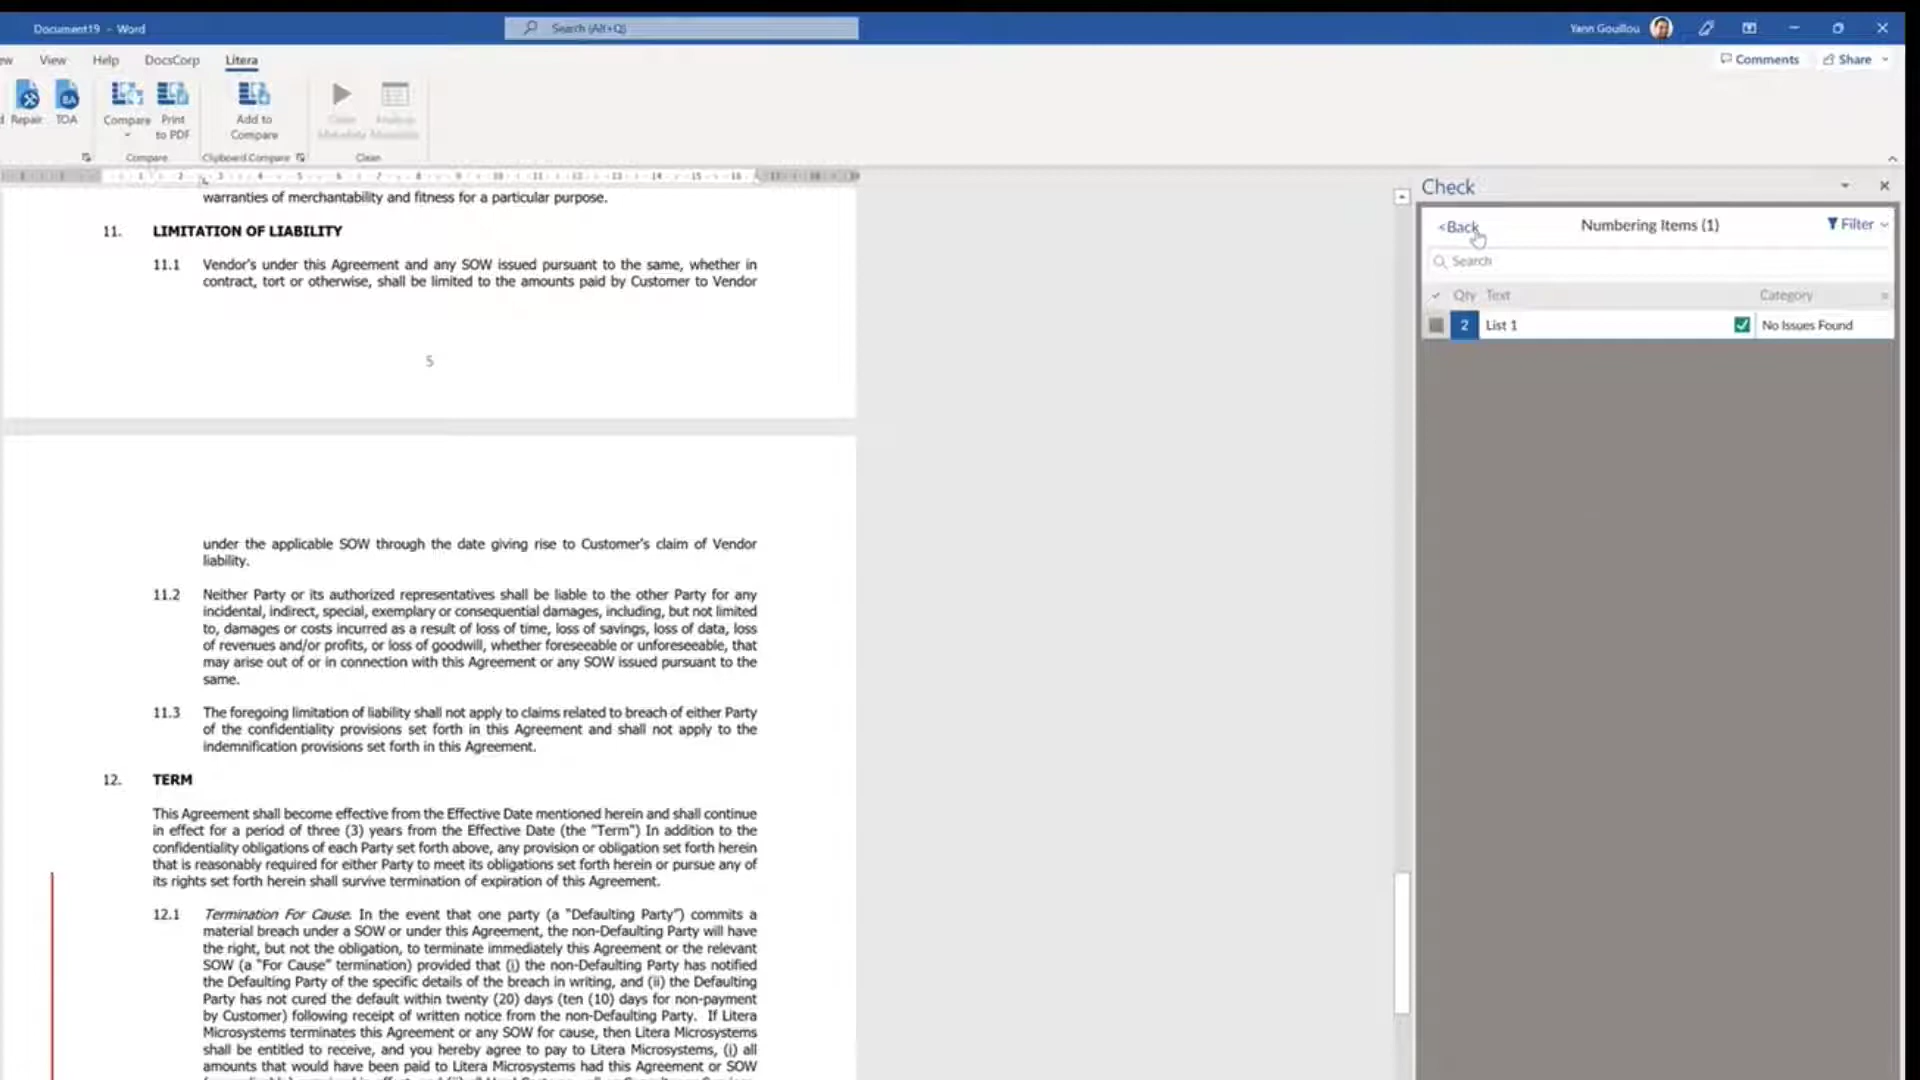 Document19 - Word
Search (Alt+Q)
Yann Gouillou
View Help DocsCorp Litera
Comments Share
Repair TOA Compare Print to PDF Add to Compare Clean Metadata Analyze Metadata
Compare Clipboard Compare Clean
warranties of merchantability and fitness for a particular purpose.
11. LIMITATION OF LIABILITY
11.1 Vendor's under this Agreement and any SOW issued pursuant to the same, whether in
contract, tort or otherwise, shall be limited to the amounts paid by Customer to Vendor
5
under the applicable SOW through the date giving rise to Customer's claim of Vendor
liability.
11.2 Neither Party or its authorized representatives shall be liable to the other Party for any
incidental, indirect, special, exemplary or consequential damages, including, but not limited
to, damages or costs incurred as a result of loss of time, loss of savings, loss of data, loss
of revenues and/or profits, or loss of goodwill, whether foreseeable or unforeseeable, that
may arise out of or in connection with this Agreement or any SOW issued pursuant to the
same.
11.3 The foregoing limitation of liability shall not apply to claims related to breach of either Party
of the confidentiality provisions set forth in this Agreement and shall not apply to the
indemnification provisions set forth in this Agreement.
12. TERM
This Agreement shall become effective from the Effective Date mentioned herein and shall continue
in effect for a period of three (3) years from the Effective Date (the "Term") In addition to the
confidentiality obligations of each Party set forth above, any provision or obligation set forth herein
that is reasonably required for either Party to meet its obligations set forth herein or pursue any of
its rights set forth herein shall survive termination of expiration of this Agreement.
12.1 Termination For Cause. In the event that one party (a "Defaulting Party") commits a
material breach under a SOW or under this Agreement, the non-Defaulting Party will have
the right, but not the obligation, to terminate immediately this Agreement or the relevant
SOW (a "For Cause" termination) provided that (i) the non-Defaulting Party has notified
the Defaulting Party of the specific details of the breach in writing, and (ii) the Defaulting
Party has not cured the default within twenty (20) days (ten (10) days for non-payment
by Customer) following receipt of written notice from the non-Defaulting Party. If Litera
Microsystems terminates this Agreement or any SOW for cause, then Litera Microsystems
shall be entitled to receive, and you hereby agree to pay to Litera Microsystems, (i) all
amounts that would have been paid to Litera Microsystems had this Agreement or SOW
Check
<Back Numbering Items (1) Filter
Search
Qty Text Category
2 List 1 No Issues Found